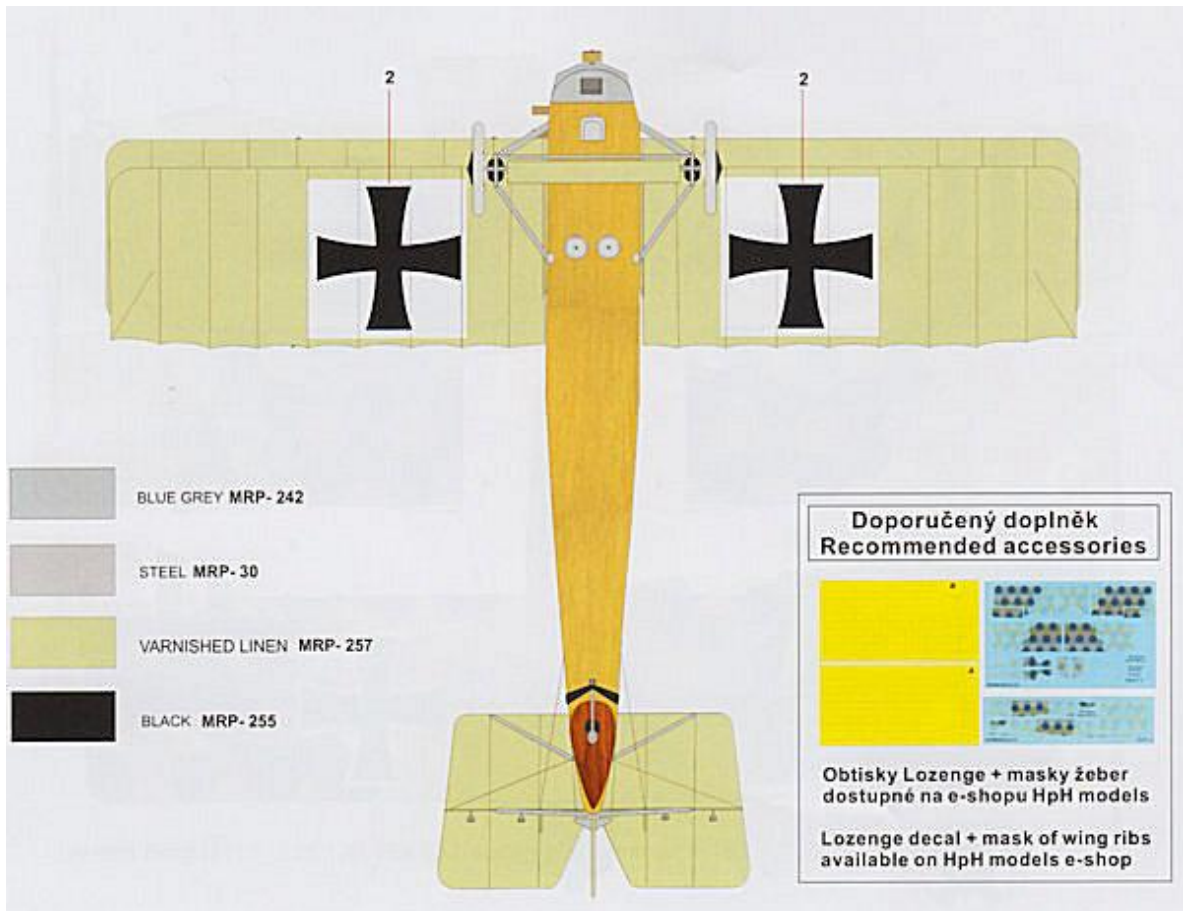 2
2
BLUE GREY MRP- 242
STEEL MRP- 30
VARNISHED LINEN MRP- 257
BLACK MRP- 255
Doporučený doplněk
Recommended accessories
Obtisky Lozenge + masky žeber
dostupné na e-shopu HpH models
Lozenge decal + mask of wing ribs
available on HpH models e-shop